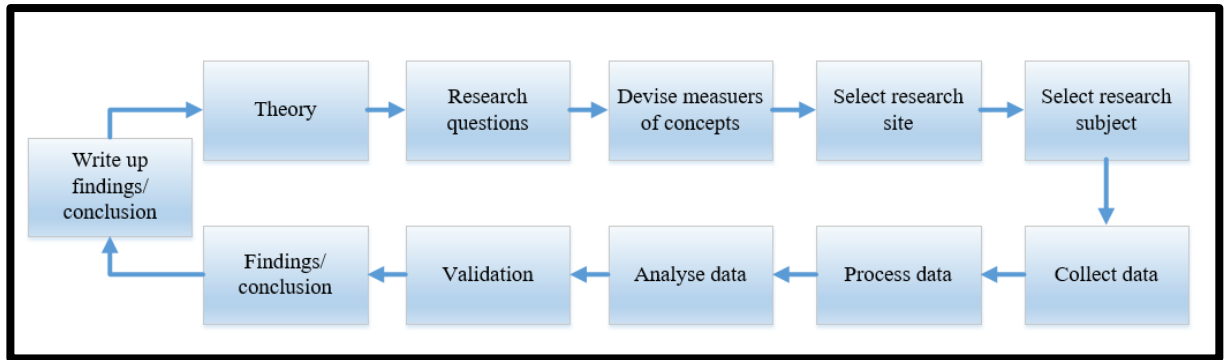 Theory
Research
questions
Devise measuers
of concepts
Select research
site
Select research
subject
Collect data
Process data
Analyse data
Validation
Findings/
conclusion
Write up
findings/
conclusion